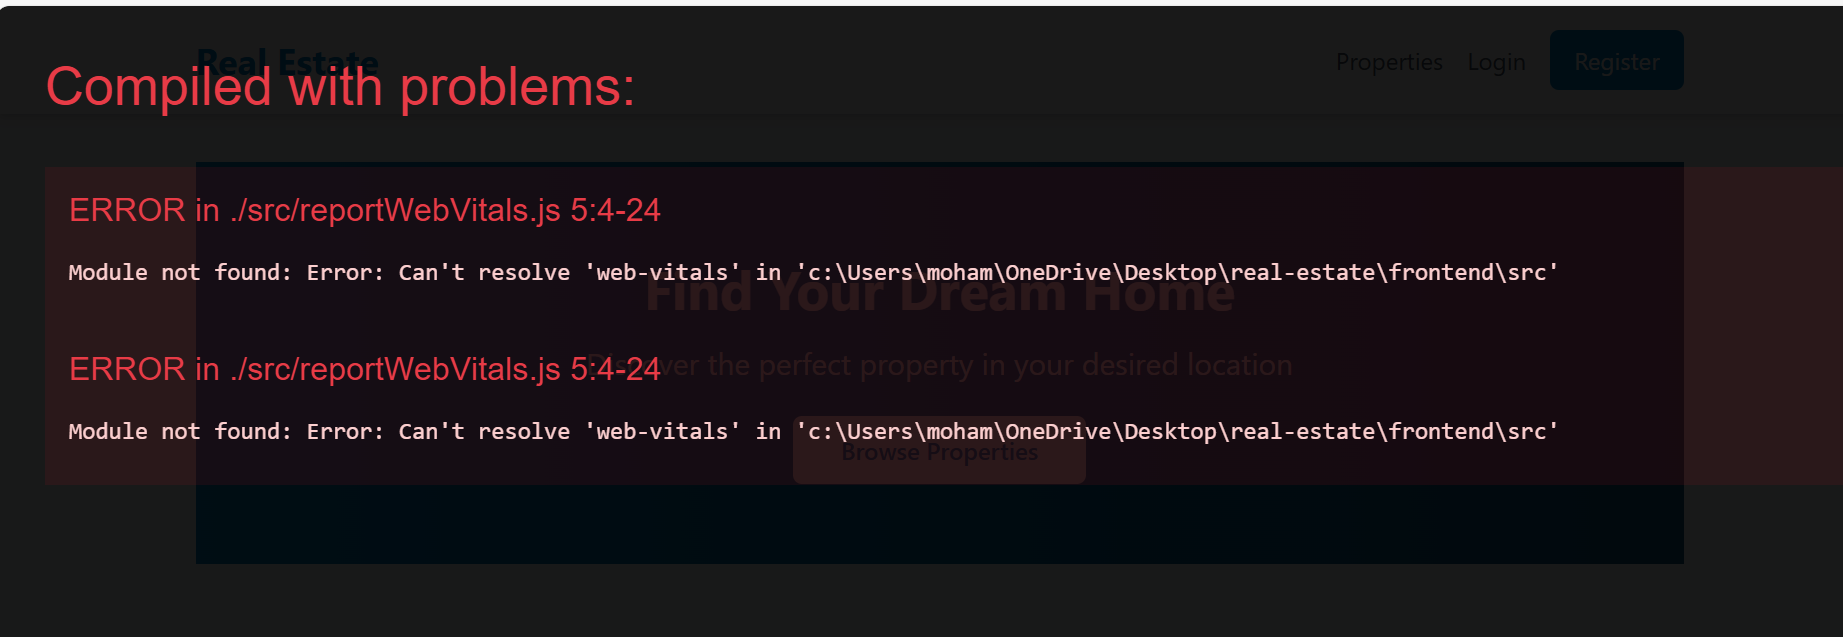 Real Estate
Properties
Login
Register
Compiled with problems:
ERROR in ./src/reportWebVitals.js 5:4-24
Module not found: Error: Can't resolve 'web-vitals' in 'c:\Users\moham\OneDrive\Desktop\real-estate\frontend\src'
Find Your Dream Home
Discover the perfect property in your desired location
ERROR in ./src/reportWebVitals.js 5:4-24
Module not found: Error: Can't resolve 'web-vitals' in 'c:\Users\moham\OneDrive\Desktop\real-estate\frontend\src'
Browse Properties